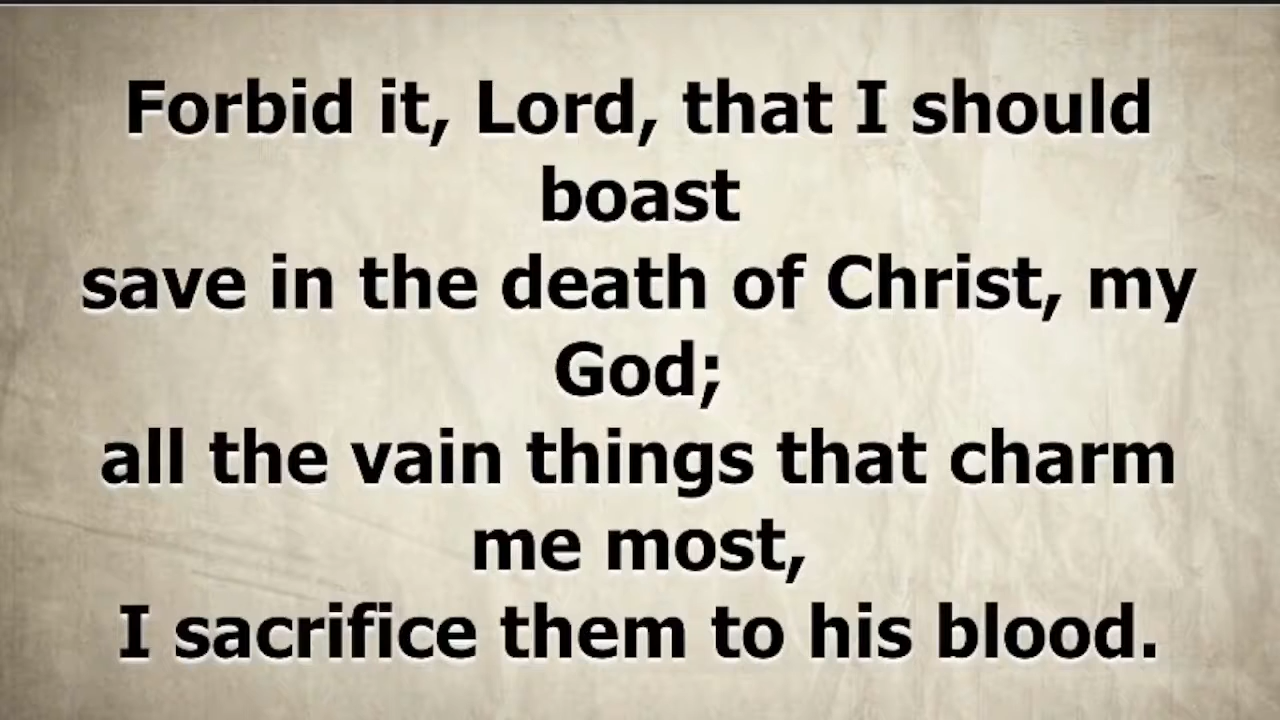 Forbid it, Lord, that I should
boast
save in the death of Christ, my
God;
all the vain things that charm
me most,
I sacrifice them to his blood.